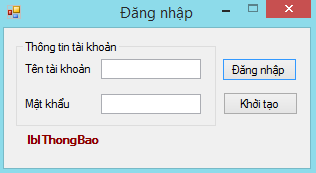 Đăng nhập
Thông tin tài khoản
Tên tài khoản
Đăng nhập
Mật khẩu
Khởi tạo
lblThongBao